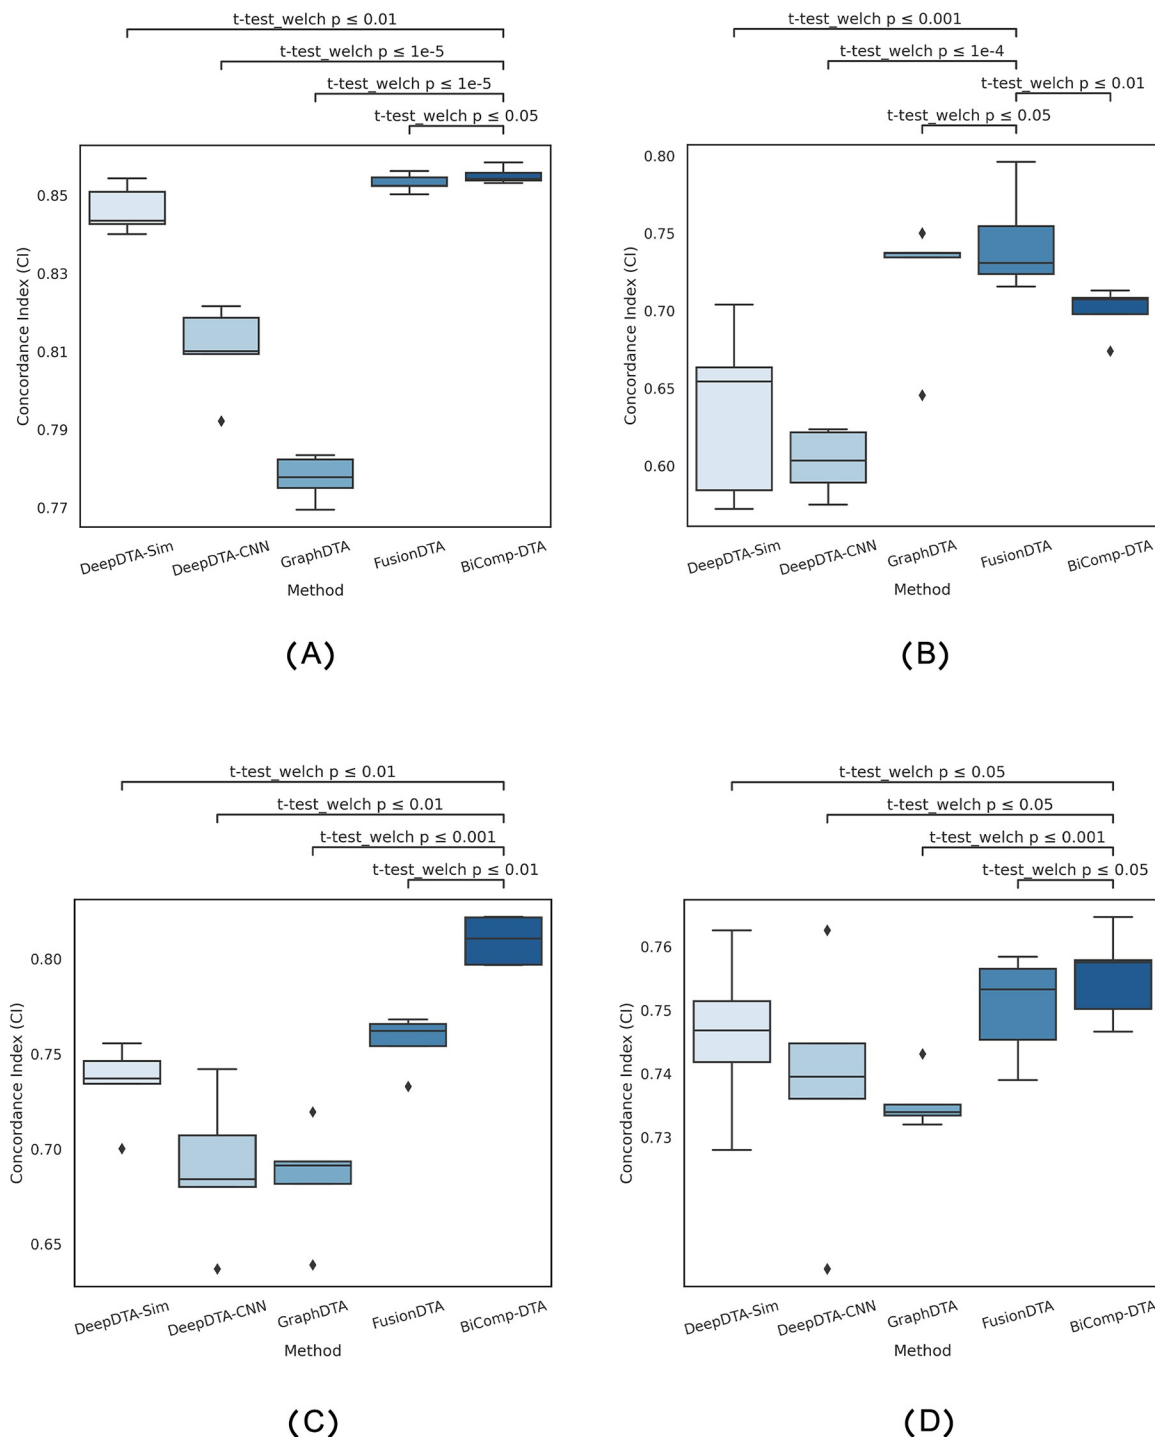 t-test_welch p ≤ 0.01
t-test_welch p ≤ 1e-5
t-test_welch p ≤ 1e-5
t-test_welch p ≤ 0.05
0.85
0.83
0.81
0.79
0.77
Concordance Index (CI)
DeepDTA-Sim
DeepDTA-CNN
GraphDTA
FusionDTA
BiComp-DTA
Method
(A)
t-test_welch p ≤ 0.001
t-test_welch p ≤ 1e-4
t-test_welch p ≤ 0.01
t-test_welch p ≤ 0.05
0.80
0.75
0.70
0.65
0.60
Concordance Index (CI)
DeepDTA-Sim
DeepDTA-CNN
GraphDTA
FusionDTA
BiComp-DTA
Method
(B)
t-test_welch p ≤ 0.01
t-test_welch p ≤ 0.01
t-test_welch p ≤ 0.001
t-test_welch p ≤ 0.01
0.80
0.75
0.70
0.65
Concordance Index (CI)
DeepDTA-Sim
DeepDTA-CNN
GraphDTA
FusionDTA
BiComp-DTA
Method
(C)
t-test_welch p ≤ 0.05
t-test_welch p ≤ 0.05
t-test_welch p ≤ 0.001
t-test_welch p ≤ 0.05
0.76
0.75
0.74
0.73
Concordance Index (CI)
DeepDTA-Sim
DeepDTA-CNN
GraphDTA
FusionDTA
BiComp-DTA
Method
(D)